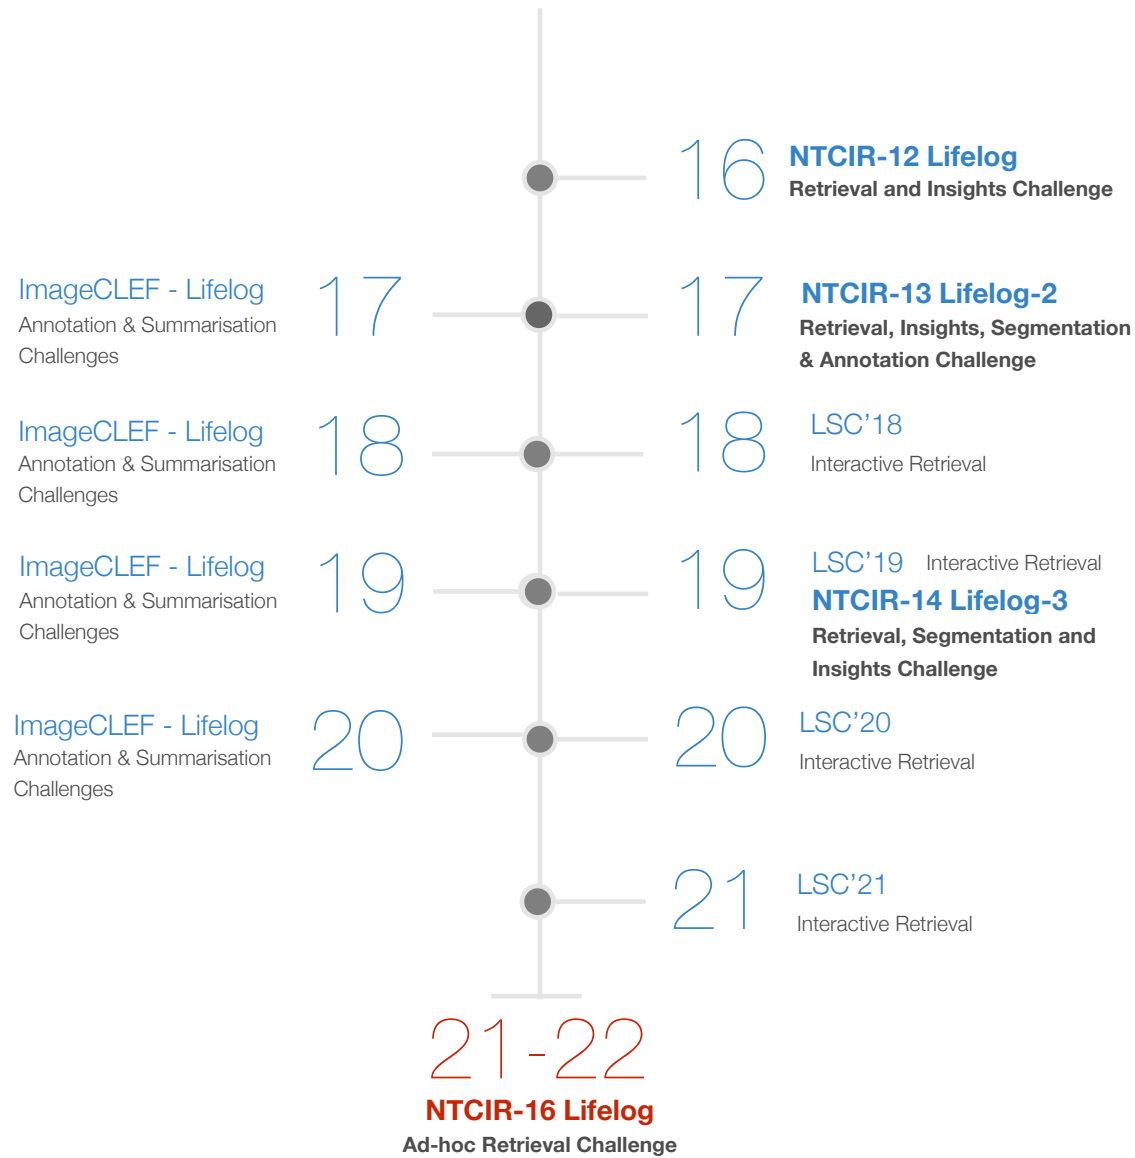 16
NTCIR-12 Lifelog
Retrieval and Insights Challenge
ImageCLEF - Lifelog
Annotation & Summarisation
Challenges
17
17
NTCIR-13 Lifelog-2
Retrieval, Insights, Segmentation
& Annotation Challenge
ImageCLEF - Lifelog
Annotation & Summarisation
Challenges
18
18
LSC’18
Interactive Retrieval
ImageCLEF - Lifelog
Annotation & Summarisation
Challenges
19
19
LSC’19 Interactive Retrieval
NTCIR-14 Lifelog-3
Retrieval, Segmentation and
Insights Challenge
ImageCLEF - Lifelog
Annotation & Summarisation
Challenges
20
20
LSC’20
Interactive Retrieval
21
LSC’21
Interactive Retrieval
21-22
NTCIR-16 Lifelog
Ad-hoc Retrieval Challenge